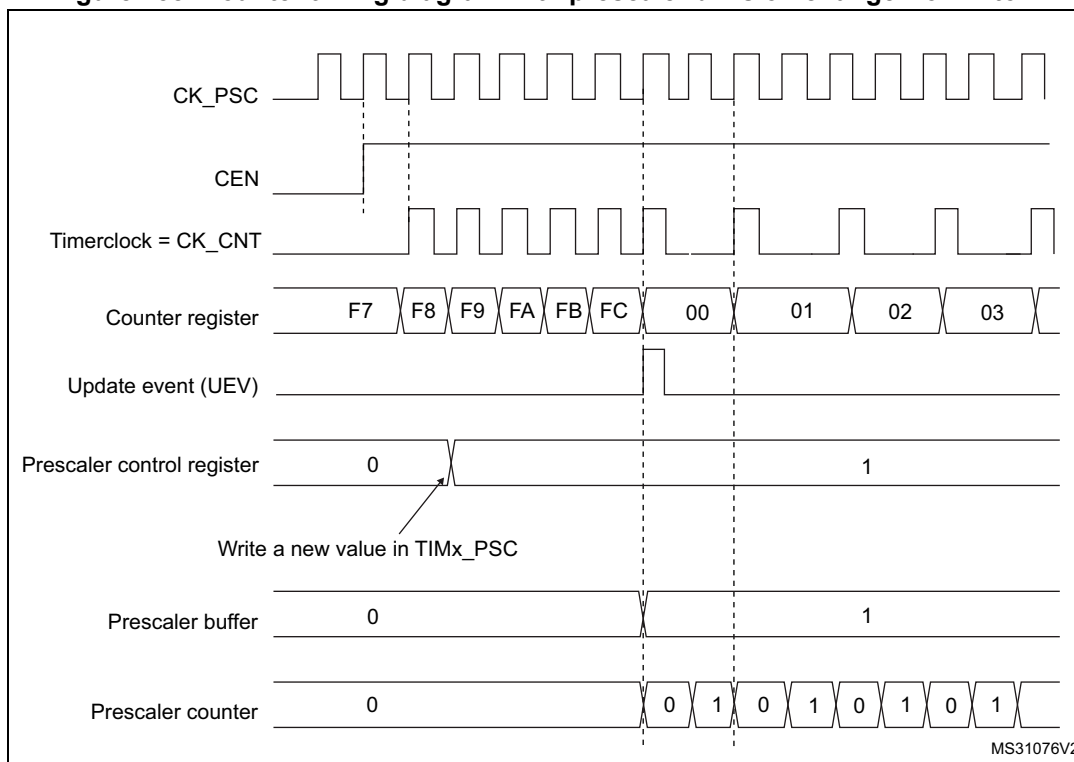 CK_PSC
CEN
Timerclock = CK_CNT
Counter register F7 F8 F9 FA FB FC 00 01 02 03
Update event (UEV)
Prescaler control register 0 1
Write a new value in TIMx_PSC
Prescaler buffer 0 1
Prescaler counter 0 0 1 0 1 0 1 0 1
MS31076V2